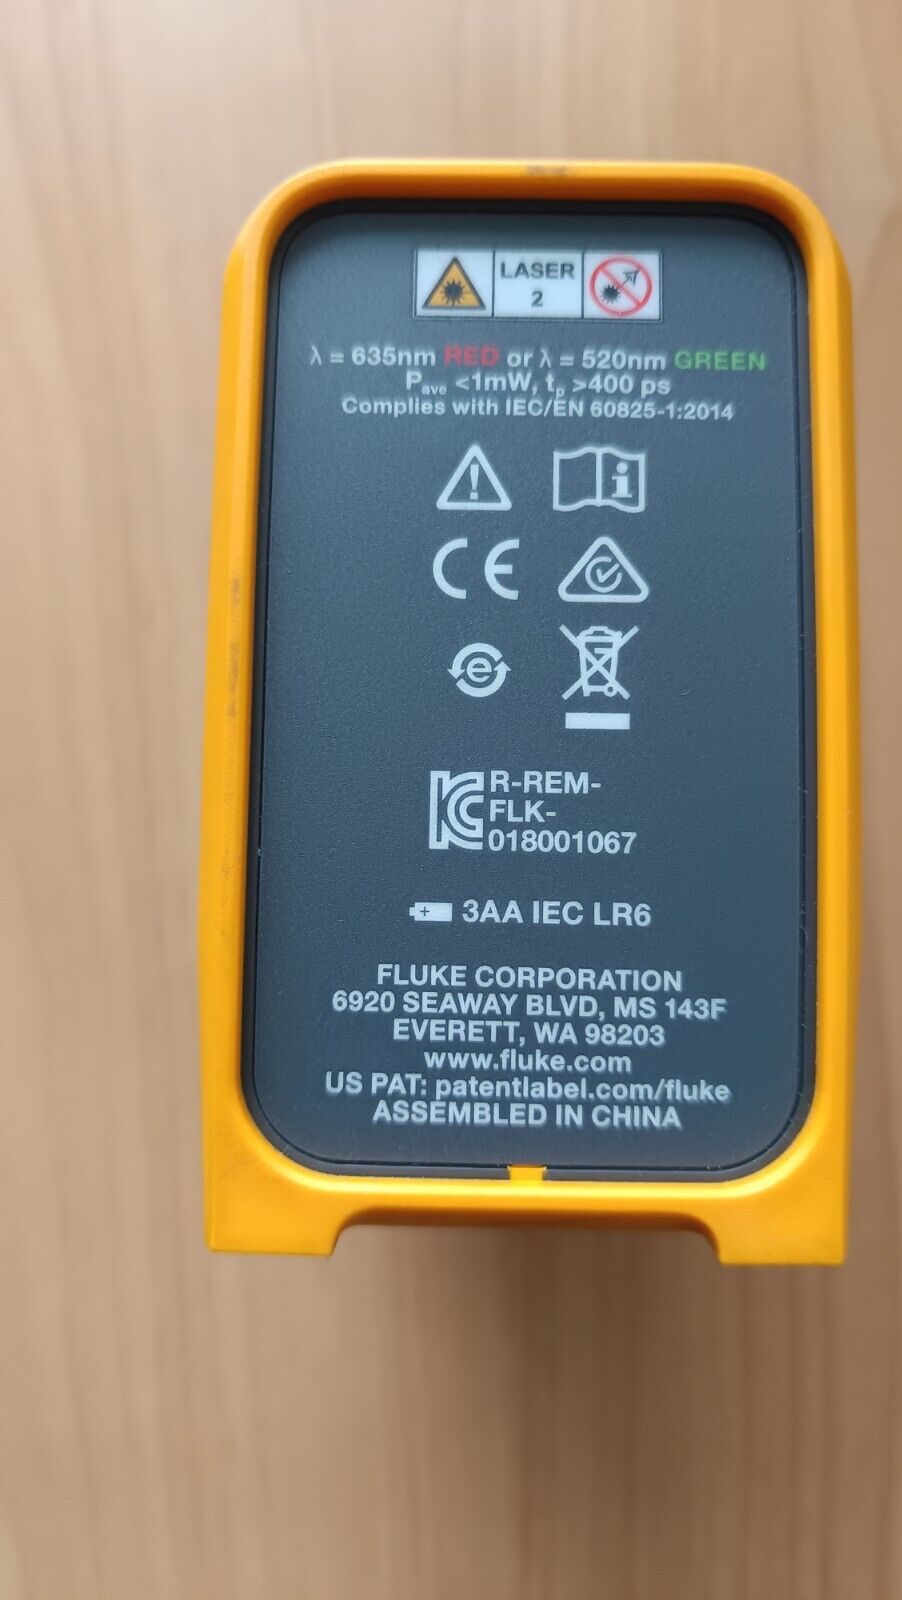 LASER
2
λ = 635nm RED or λ = 520nm GREEN
Pave <1mW, tp >400 ps
Complies with IEC/EN 60825-1:2014
CE
e
KC R-REM-
FLK-
018001067
3AA IEC LR6
FLUKE CORPORATION
6920 SEAWAY BLVD, MS 143F
EVERETT, WA 98203
www.fluke.com
US PAT: patentlabel.com/fluke
ASSEMBLED IN CHINA